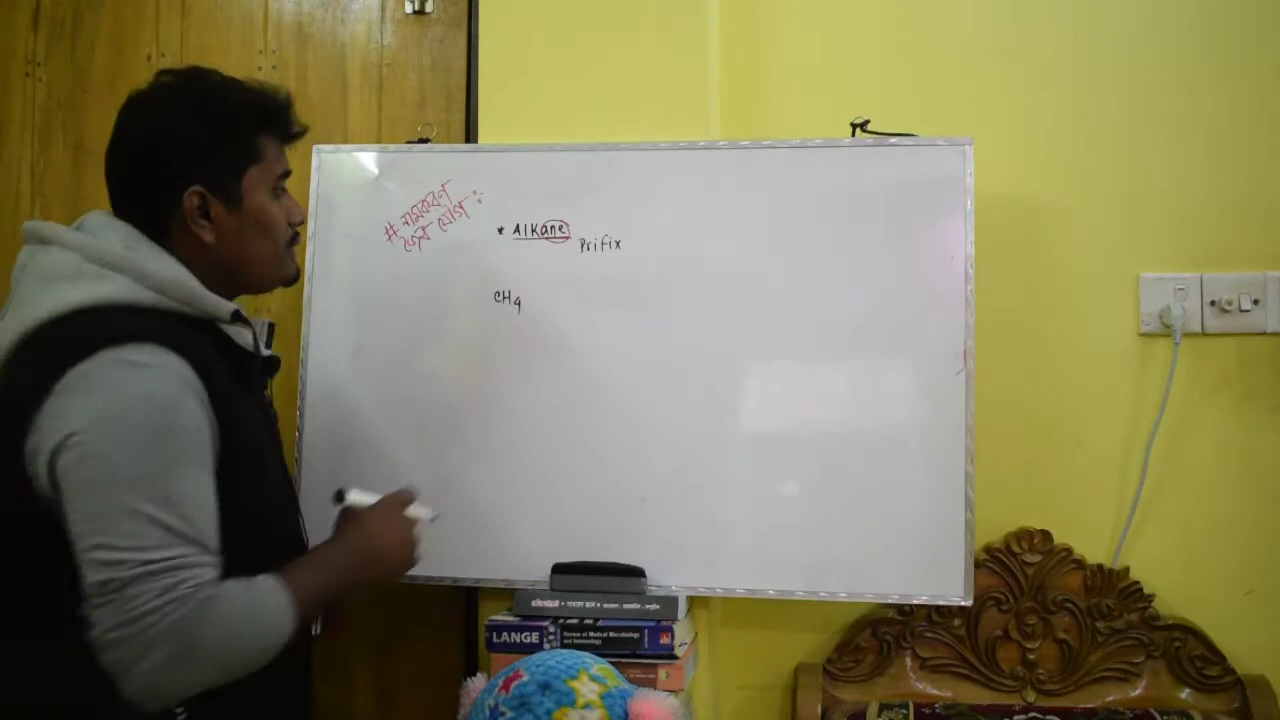 # নামকরণ
জৈব যৌগ :
* Alkane
Prifix
CH4
LANGE
Review of Medical Microbiology
and Immunology